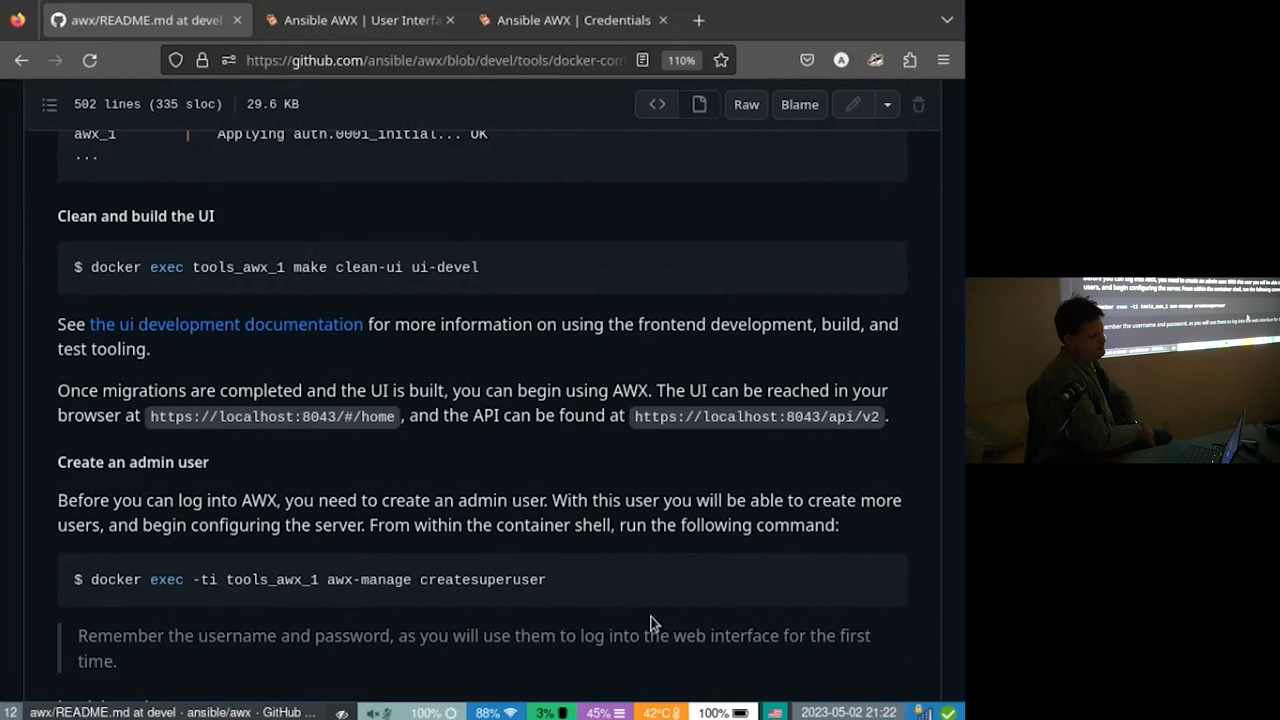 awx/README.md at devel
Ansible AWX | User Interfa
Ansible AWX | Credentials
https://github.com/ansible/awx/blob/devel/tools/docker-com
110%
502 lines (335 sloc)
29.6 KB
Raw
Blame
awx_1 | Applying auth.0001_initial... OK
...
Clean and build the UI
$ docker exec tools_awx_1 make clean-ui ui-devel
See the ui development documentation for more information on using the frontend development, build, and
test tooling.
Once migrations are completed and the UI is built, you can begin using AWX. The UI can be reached in your
browser at https://localhost:8043/#/home, and the API can be found at https://localhost:8043/api/v2.
Create an admin user
Before you can log into AWX, you need to create an admin user. With this user you will be able to create more
users, and begin configuring the server. From within the container shell, run the following command:
$ docker exec -ti tools_awx_1 awx-manage createsuperuser
Remember the username and password, as you will use them to log into the web interface for the first
time.
12 awx/README.md at devel - ansible/awx · GitHub ...
100%
88%
3%
45%
42°C
100%
2023-05-02 21:22